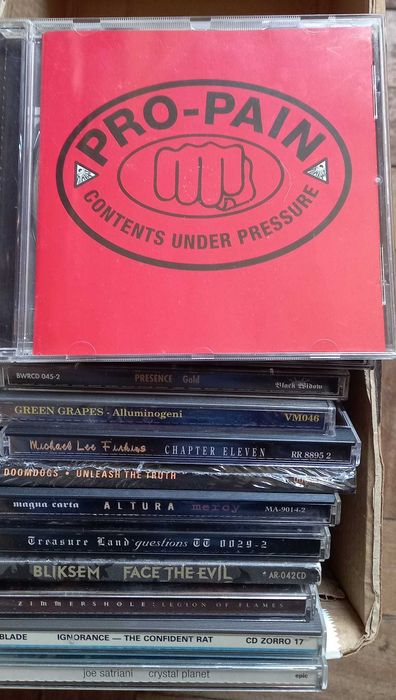 PRO-PAIN
CONTENTS UNDER PRESSURE
BWRCD 045-2 PRESENCE Gold Black Widow
GREEN GRAPES - Alluminogeni VM046
Michael Lee Firkins CHAPTER ELEVEN RR 8895 2
DOOMDOGS • UNLEASH THE TRUTH
magna carta ALTURA mercy MA-9014-2
Treasure Land questions TT 0029-2
BLIKSEM FACE THE EVIL AR-042CD
ZIMMERSHOLE: LEGION OF FLAMES
BLADE IGNORANCE — THE CONFIDENT RAT CD ZORRO 17
joe satriani crystal planet epic